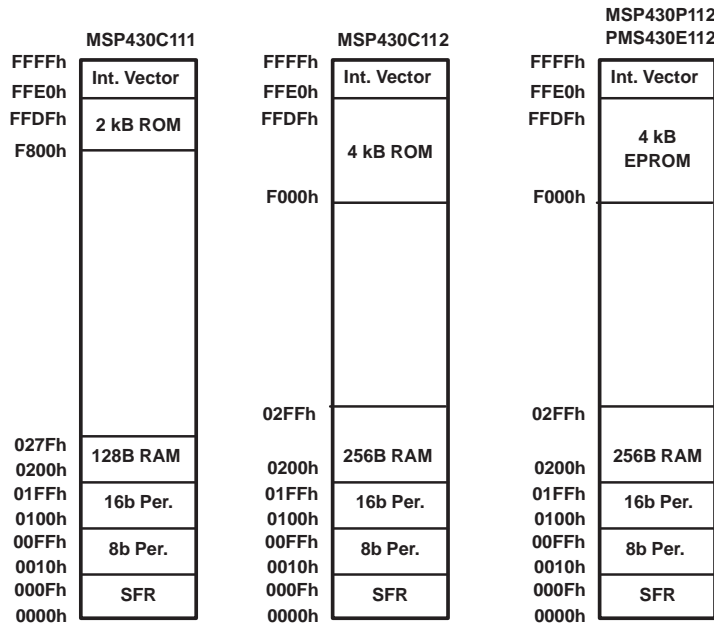 MSP430C111
FFFFh
Int. Vector
FFE0h
FFDFh
2 kB ROM
F800h
027Fh
128B RAM
0200h
01FFh
16b Per.
0100h
00FFh
8b Per.
0010h
000Fh
SFR
0000h
MSP430C112
FFFFh
Int. Vector
FFE0h
FFDFh
4 kB ROM
F000h
02FFh
256B RAM
0200h
01FFh
16b Per.
0100h
00FFh
8b Per.
0010h
000Fh
SFR
0000h
MSP430P112
PMS430E112
FFFFh
Int. Vector
FFE0h
FFDFh
4 kB
EPROM
F000h
02FFh
256B RAM
0200h
01FFh
16b Per.
0100h
00FFh
8b Per.
0010h
000Fh
SFR
0000h